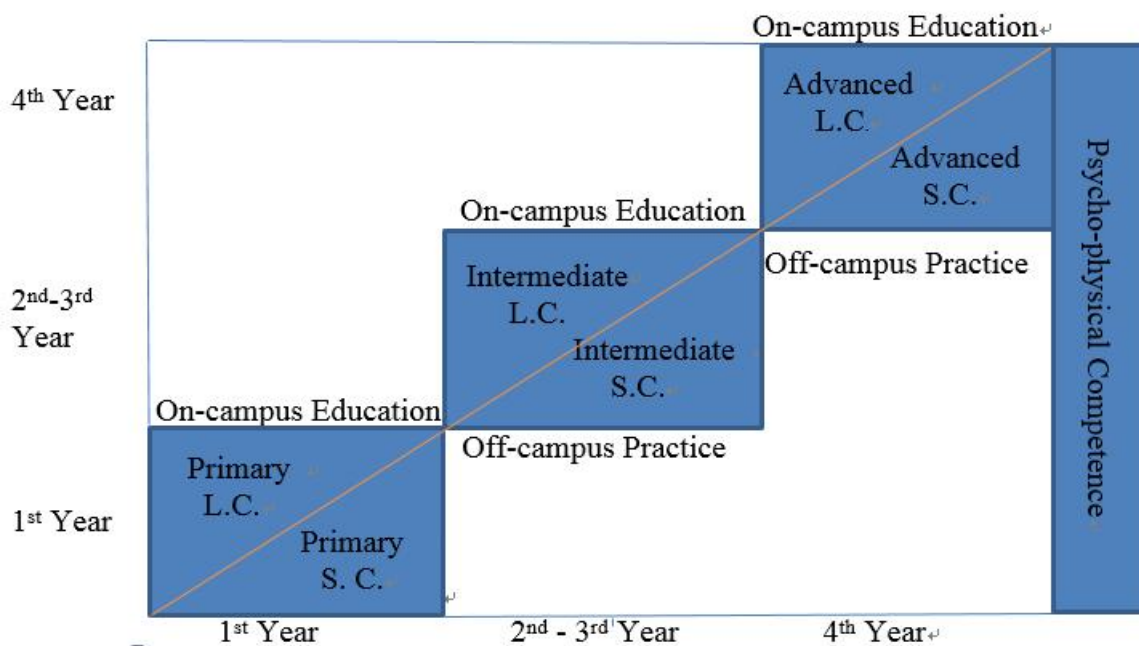 On-campus Education
4th Year
Advanced
L.C.
Advanced
S.C.
Psycho-physical Competence
On-campus Education
Off-campus Practice
2nd-3rd
Year
Intermediate
L.C.
Intermediate
S.C.
On-campus Education
Off-campus Practice
1st Year
Primary
L.C.
Primary
S. C.
1st Year
2nd - 3rd Year
4th Year